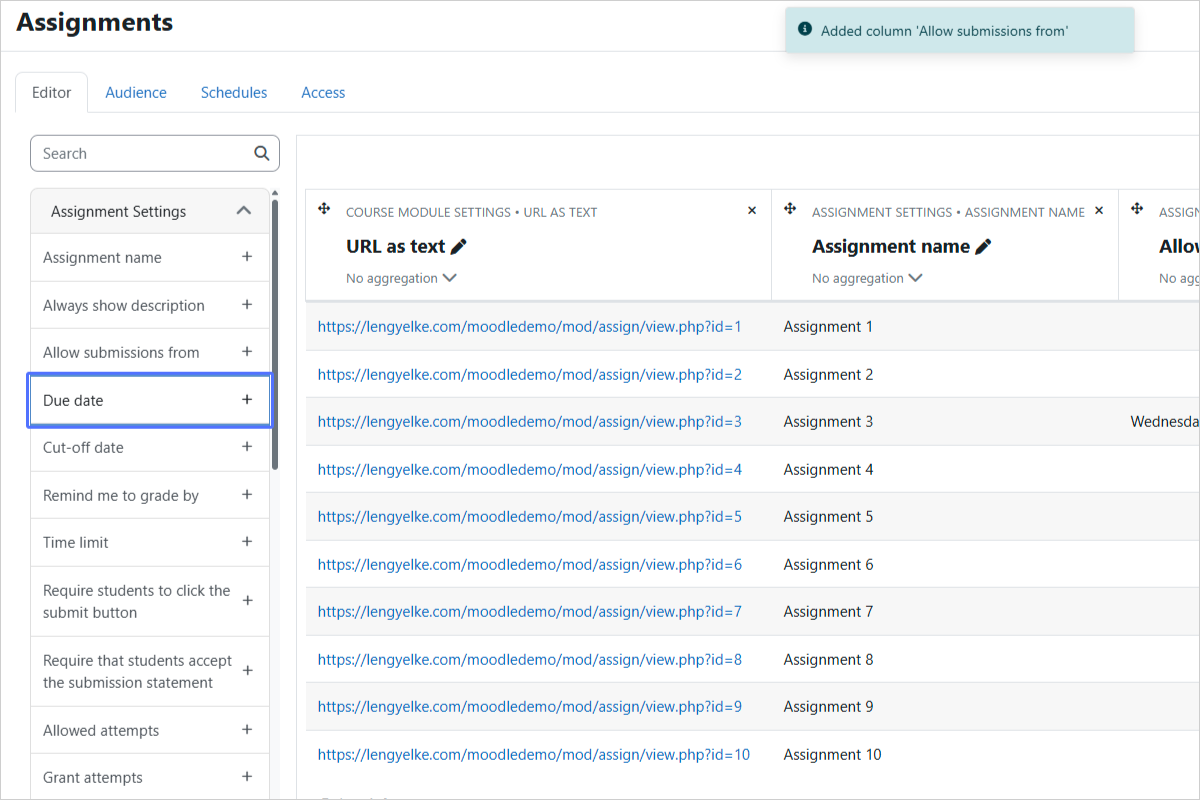 Assignments
Added column 'Allow submissions from'
Editor
Audience
Schedules
Access
Search
Assignment Settings
Assignment name
Always show description
Allow submissions from
Due date
Cut-off date
Remind me to grade by
Time limit
Require students to click the
submit button
Require that students accept
the submission statement
Allowed attempts
Grant attempts
COURSE MODULE SETTINGS • URL AS TEXT
URL as text
No aggregation
ASSIGNMENT SETTINGS • ASSIGNMENT NAME
Assignment name
No aggregation
https://lengyelke.com/moodledemo/mod/assign/view.php?id=1
Assignment 1
https://lengyelke.com/moodledemo/mod/assign/view.php?id=2
Assignment 2
https://lengyelke.com/moodledemo/mod/assign/view.php?id=3
Assignment 3
Wednesda
https://lengyelke.com/moodledemo/mod/assign/view.php?id=4
Assignment 4
https://lengyelke.com/moodledemo/mod/assign/view.php?id=5
Assignment 5
https://lengyelke.com/moodledemo/mod/assign/view.php?id=6
Assignment 6
https://lengyelke.com/moodledemo/mod/assign/view.php?id=7
Assignment 7
https://lengyelke.com/moodledemo/mod/assign/view.php?id=8
Assignment 8
https://lengyelke.com/moodledemo/mod/assign/view.php?id=9
Assignment 9
https://lengyelke.com/moodledemo/mod/assign/view.php?id=10
Assignment 10